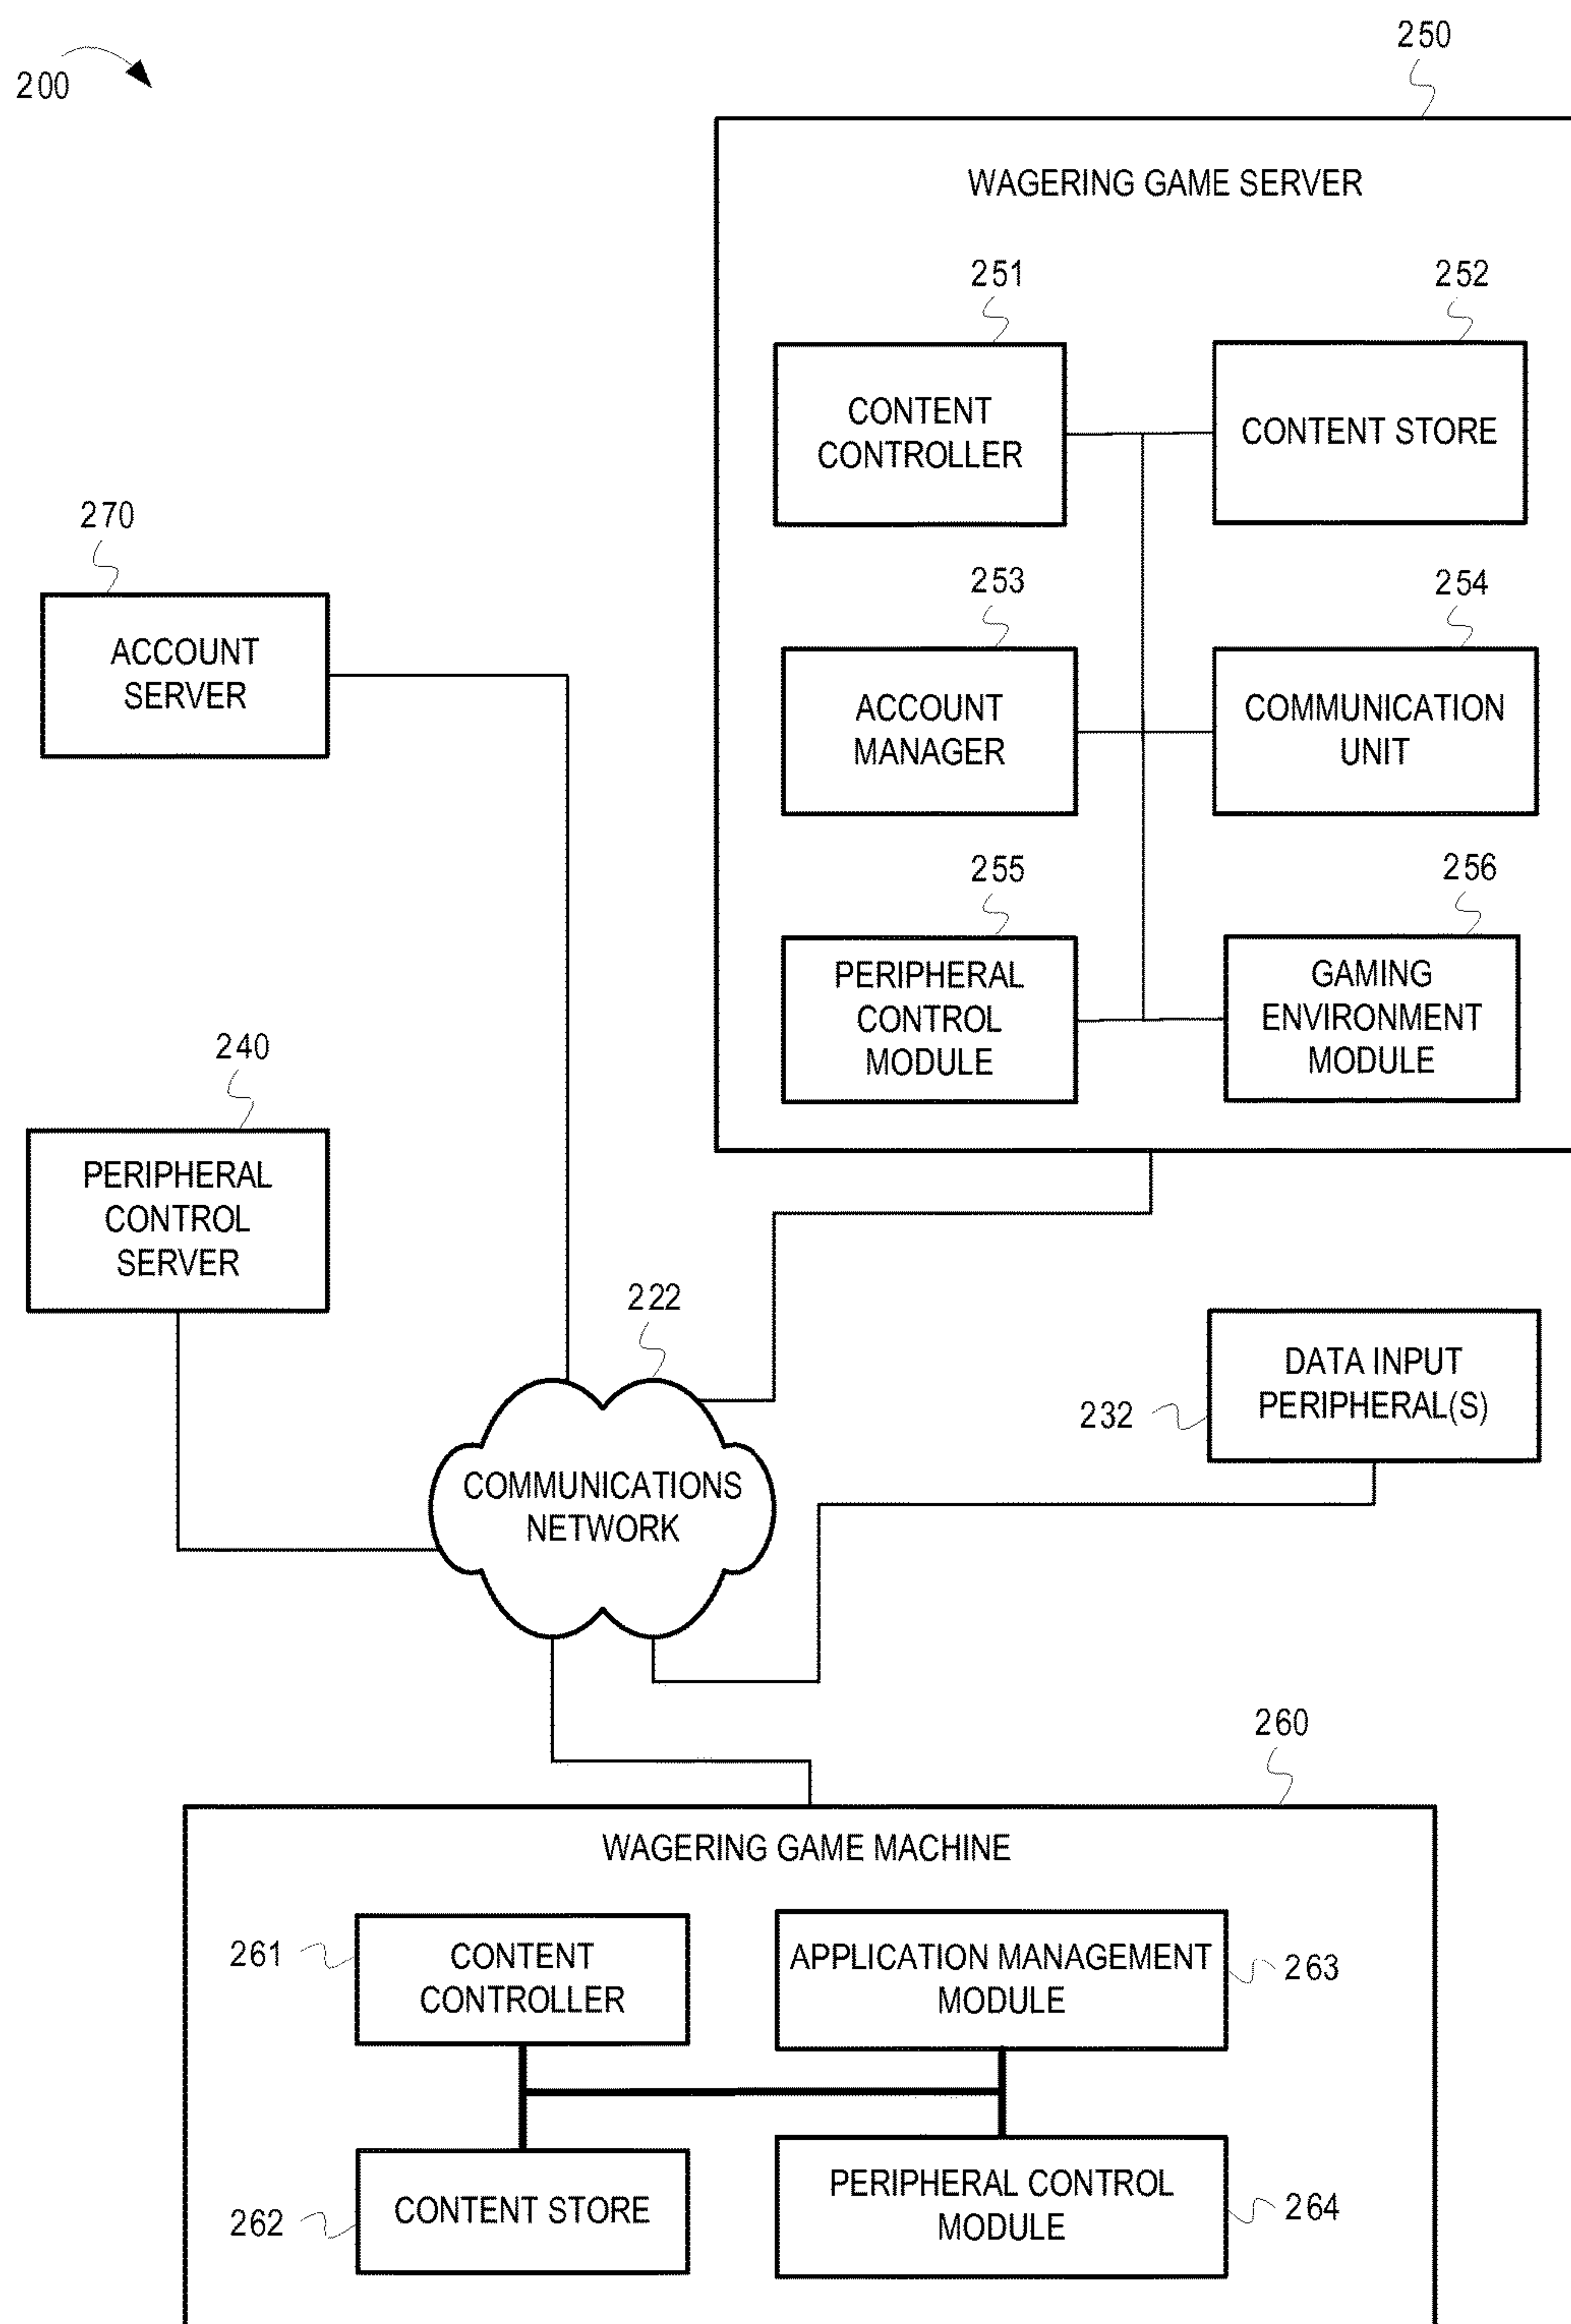 200
250
WAGERING GAME SERVER
251
252
CONTENT
CONTROLLER
CONTENT STORE
270
ACCOUNT
SERVER
253
254
ACCOUNT
MANAGER
COMMUNICATION
UNIT
255
256
PERIPHERAL
CONTROL
MODULE
GAMING
ENVIRONMENT
MODULE
240
PERIPHERAL
CONTROL
SERVER
222
COMMUNICATIONS
NETWORK
232
DATA INPUT
PERIPHERAL(S)
260
WAGERING GAME MACHINE
261
CONTENT
CONTROLLER
APPLICATION MANAGEMENT
MODULE
263
262
CONTENT STORE
PERIPHERAL CONTROL
MODULE
264